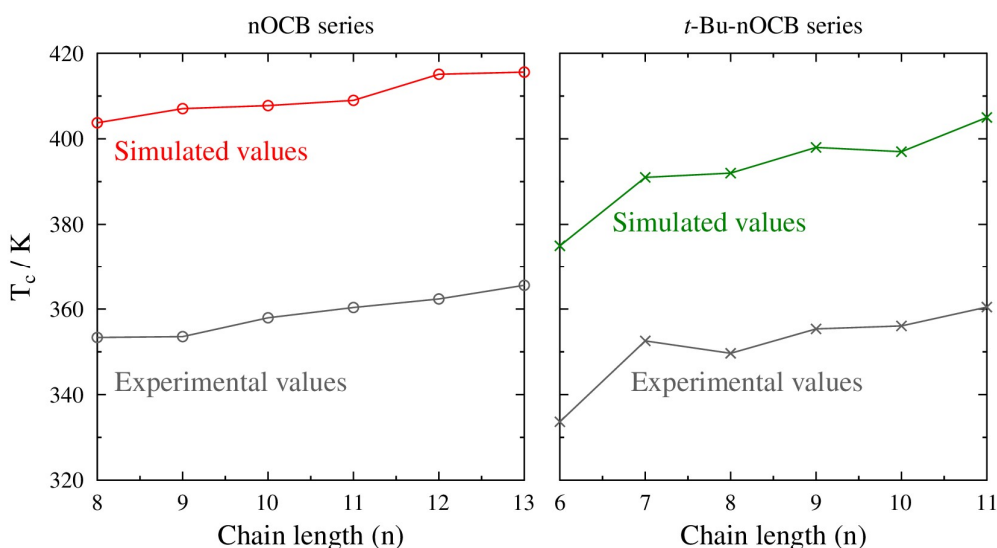 nOCB series
t-Bu-nOCB series
T_c / K
420
400
380
360
340
320
Simulated values
Experimental values
8 9 10 11 12 13
Chain length (n)
Simulated values
Experimental values
6 7 8 9 10 11
Chain length (n)